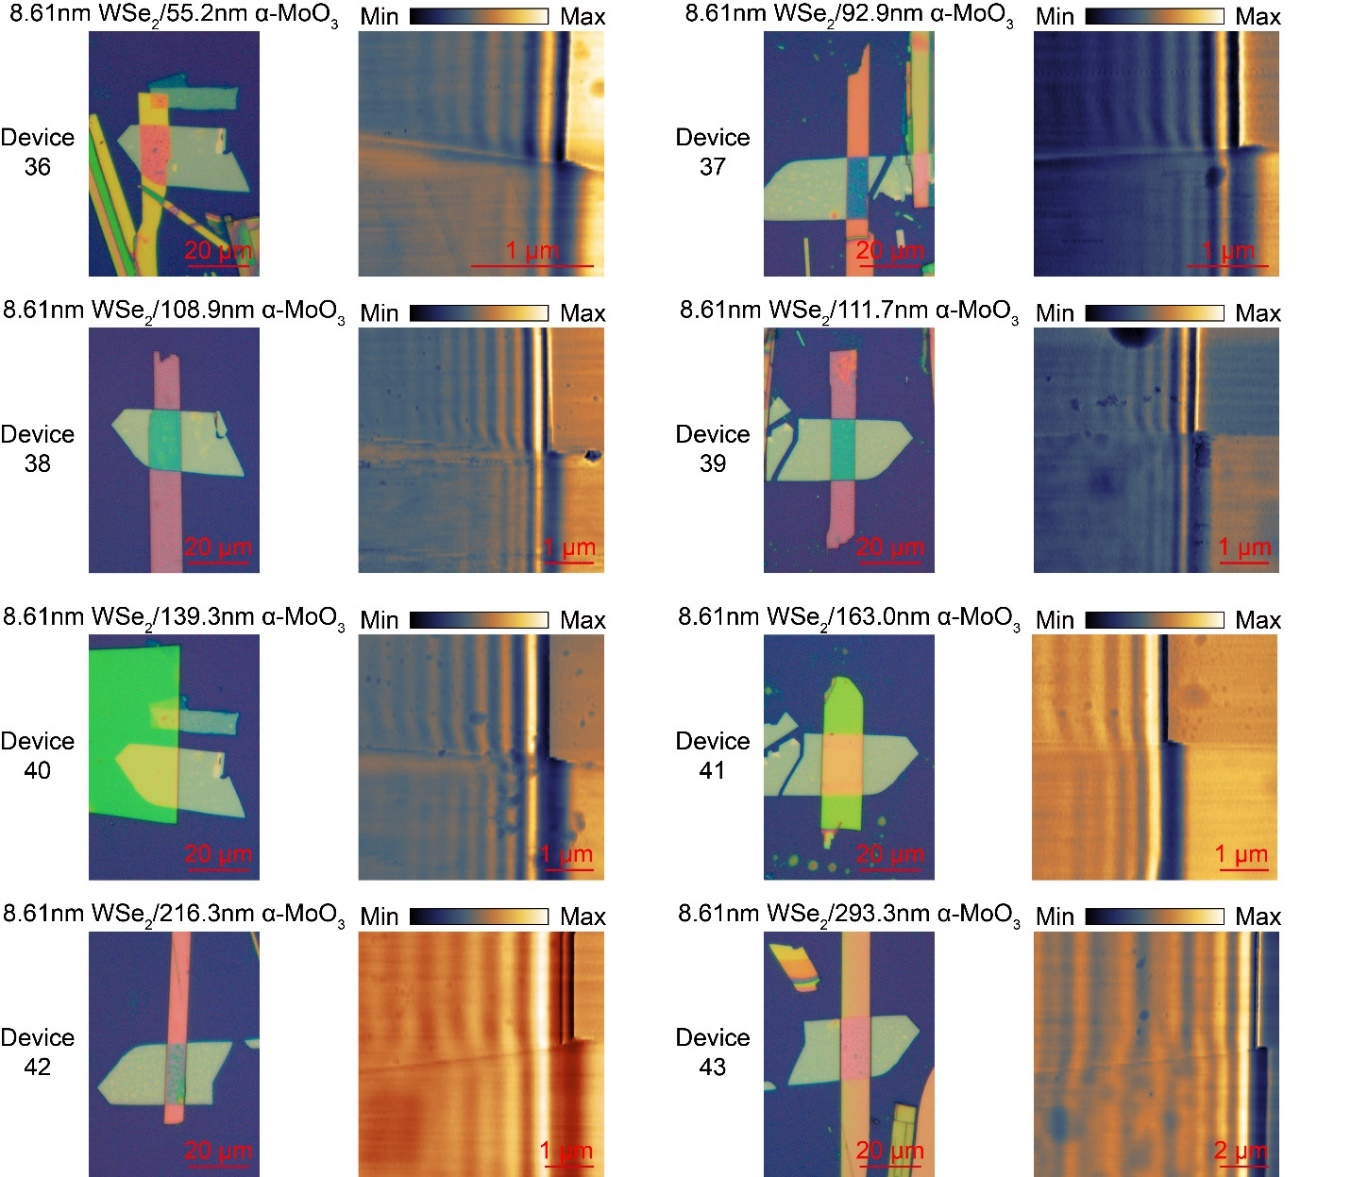 8.61nm WSe₂/55.2nm α-MoO₃ Min Max 8.61nm WSe₂/92.9nm α-MoO₃ Min Max
Device 36
20 µm
1 µm
Device 37
20 µm
1 µm
8.61nm WSe₂/108.9nm α-MoO₃ Min Max 8.61nm WSe₂/111.7nm α-MoO₃ Min Max
Device 38
20 µm
1 µm
Device 39
20 µm
1 µm
8.61nm WSe₂/139.3nm α-MoO₃ Min Max 8.61nm WSe₂/163.0nm α-MoO₃ Min Max
Device 40
20 µm
1 µm
Device 41
20 µm
1 µm
8.61nm WSe₂/216.3nm α-MoO₃ Min Max 8.61nm WSe₂/293.3nm α-MoO₃ Min Max
Device 42
20 µm
1 µm
Device 43
20 µm
2 µm